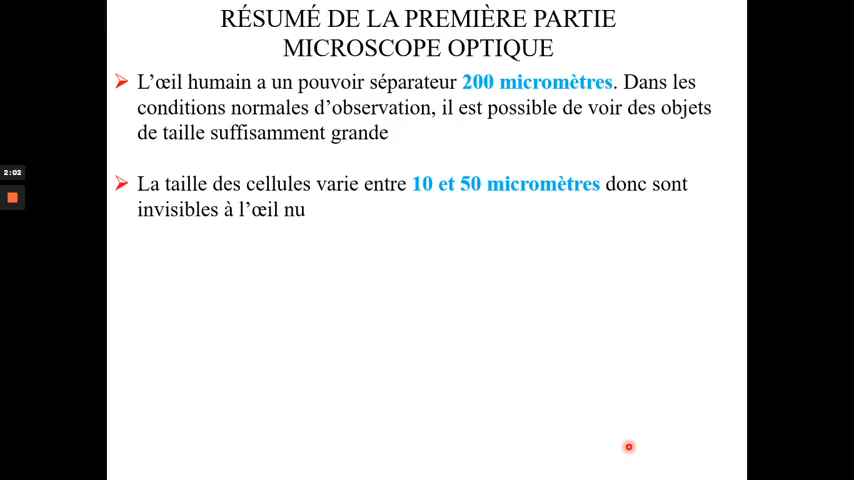 RÉSUMÉ DE LA PREMIÈRE PARTIE
MICROSCOPE OPTIQUE
L'œil humain a un pouvoir séparateur 200 micromètres. Dans les
conditions normales d'observation, il est possible de voir des objets
de taille suffisamment grande
2:02
La taille des cellules varie entre 10 et 50 micromètres donc sont
invisibles à l'œil nu